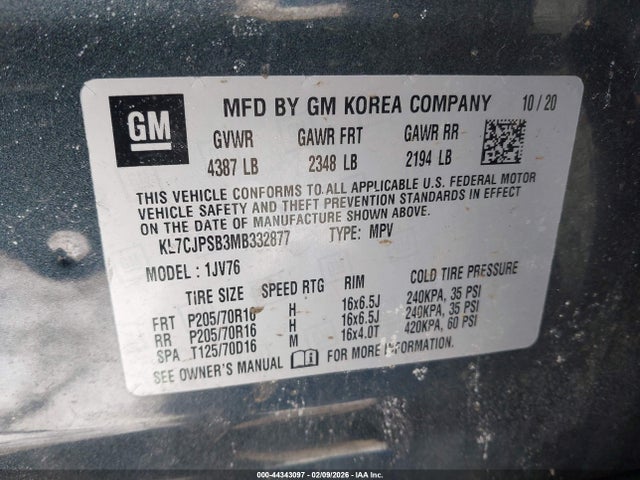 GM
MFD BY GM KOREA COMPANY 10/20
GVWR GAWR FRT GAWR RR
4387 LB 2348 LB 2194 LB
THIS VEHICLE CONFORMS TO ALL APPLICABLE U.S. FEDERAL MOTOR
VEHICLE SAFETY AND THEFT PREVENTION STANDARDS IN EFFECT
ON THE DATE OF MANUFACTURE SHOWN ABOVE.
KL7CJPSB3MB332877 TYPE: MPV
MODEL: 1JV76
TIRE SIZE SPEED RTG RIM COLD TIRE PRESSURE
FRT P205/70R16 H 16x6.5J 240KPA, 35 PSI
RR P205/70R16 H 16x6.5J 240KPA, 35 PSI
SPA T125/70D16 M 16x4.0T 420KPA, 60 PSI
SEE OWNER'S MANUAL FOR MORE INFORMATION.
000-44343097 - 02/09/2026 - IAA Inc.